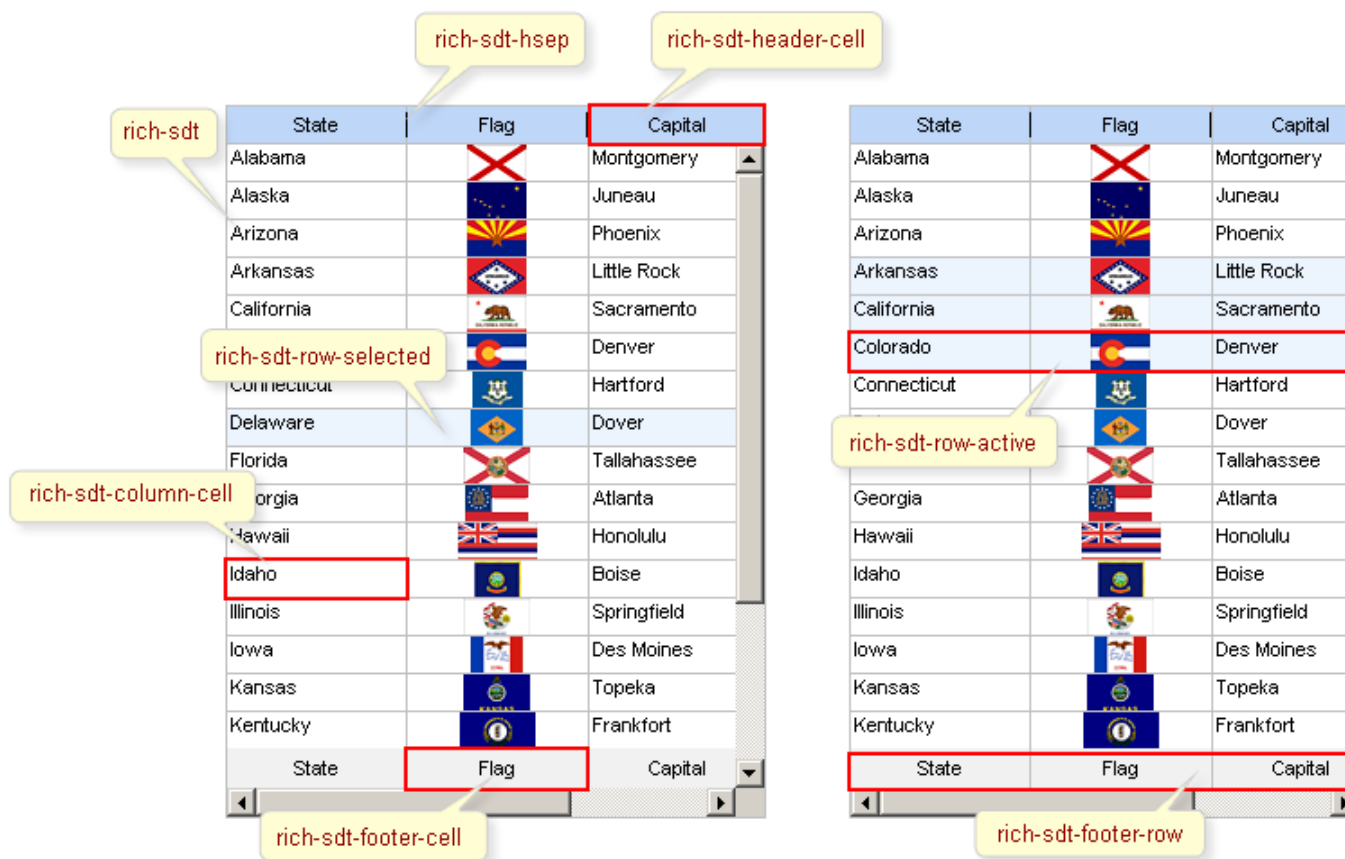 rich-sdt-hsep
rich-sdt-header-cell
rich-sdt
State Flag Capital
Alabama Montgomery
Alaska Juneau
Arizona Phoenix
Arkansas Little Rock
California Sacramento
rich-sdt-row-selected
Denver
Connecticut Hartford
Delaware Dover
Florida Tallahassee
rich-sdt-column-cell
orgia Atlanta
Hawaii Honolulu
Idaho Boise
Illinois Springfield
Iowa Des Moines
Kansas Topeka
Kentucky Frankfort
State Flag Capital
rich-sdt-footer-cell
State Flag Capital
Alabama Montgomery
Alaska Juneau
Arizona Phoenix
Arkansas Little Rock
California Sacramento
Colorado Denver
Connecticut Hartford
Dover
rich-sdt-row-active
Tallahassee
Georgia Atlanta
Hawaii Honolulu
Idaho Boise
Illinois Springfield
Iowa Des Moines
Kansas Topeka
Kentucky Frankfort
State Flag Capital
rich-sdt-footer-row